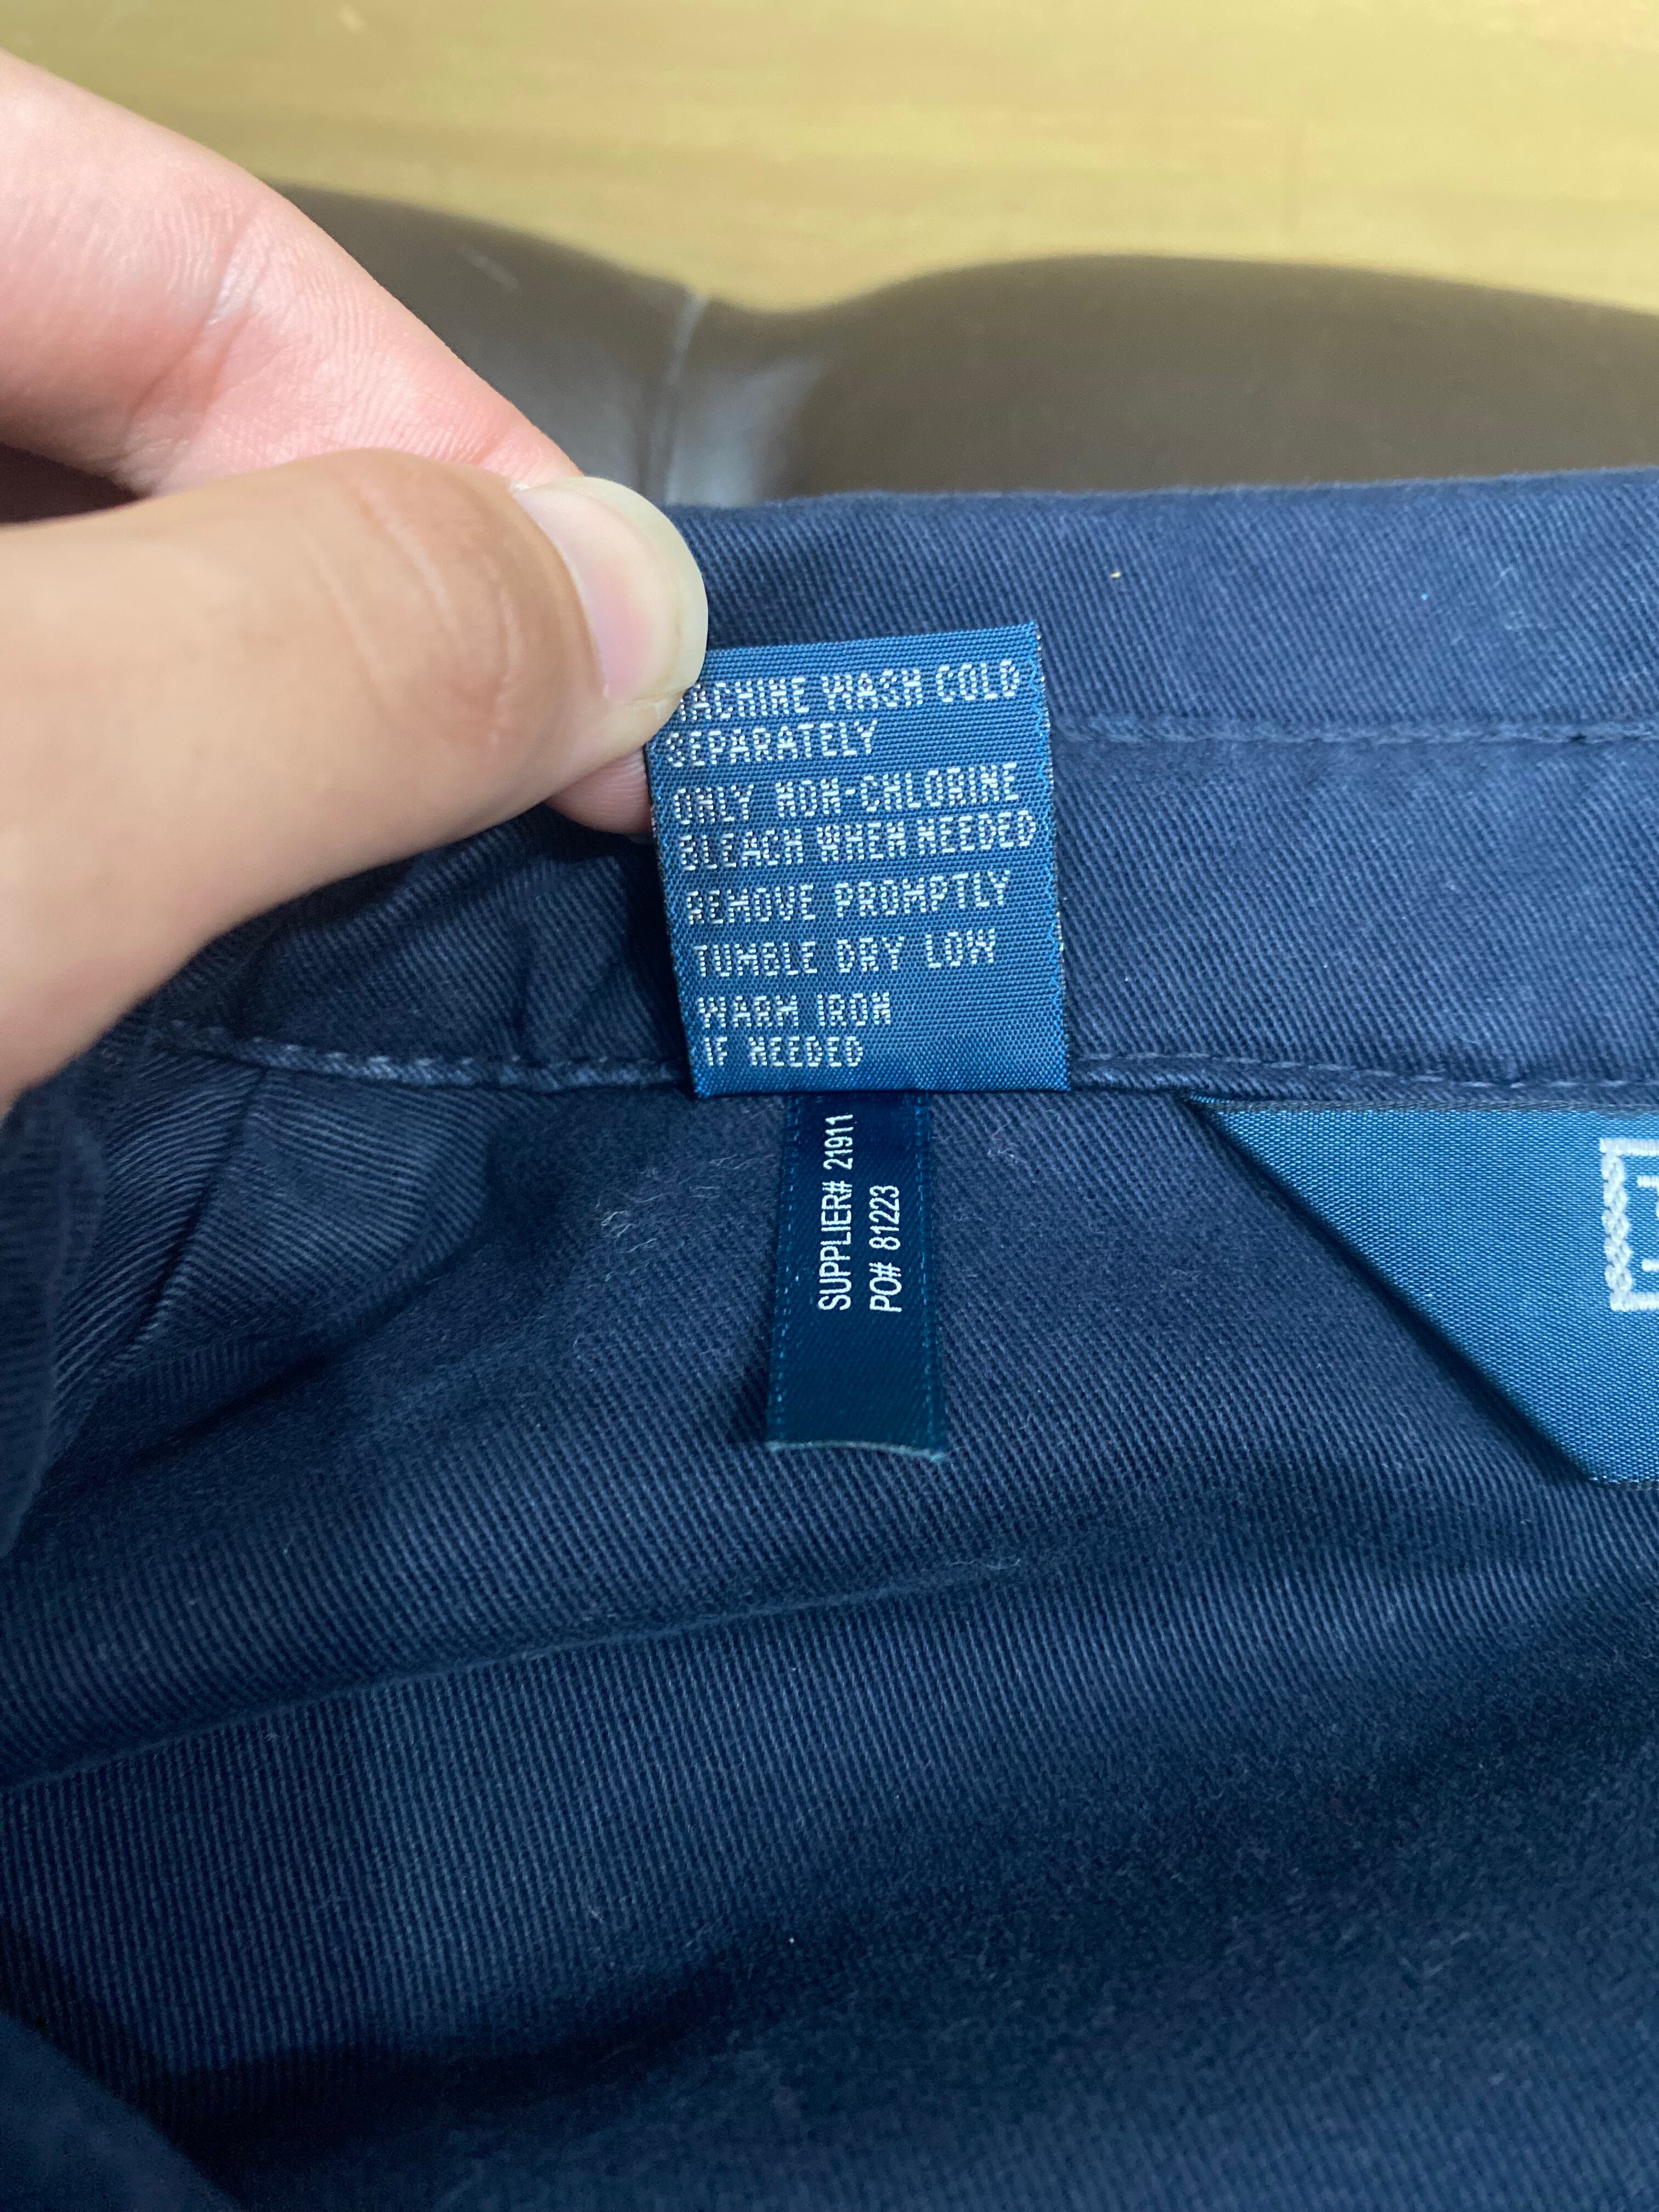 MACHINE WASH COLD
SEPARATELY
ONLY NON-CHLORINE
BLEACH WHEN NEEDED
REMOVE PROMPTLY
TUMBLE DRY LOW
WARM IRON
IF NEEDED
SUPPLIER# 21911
PO# 81223